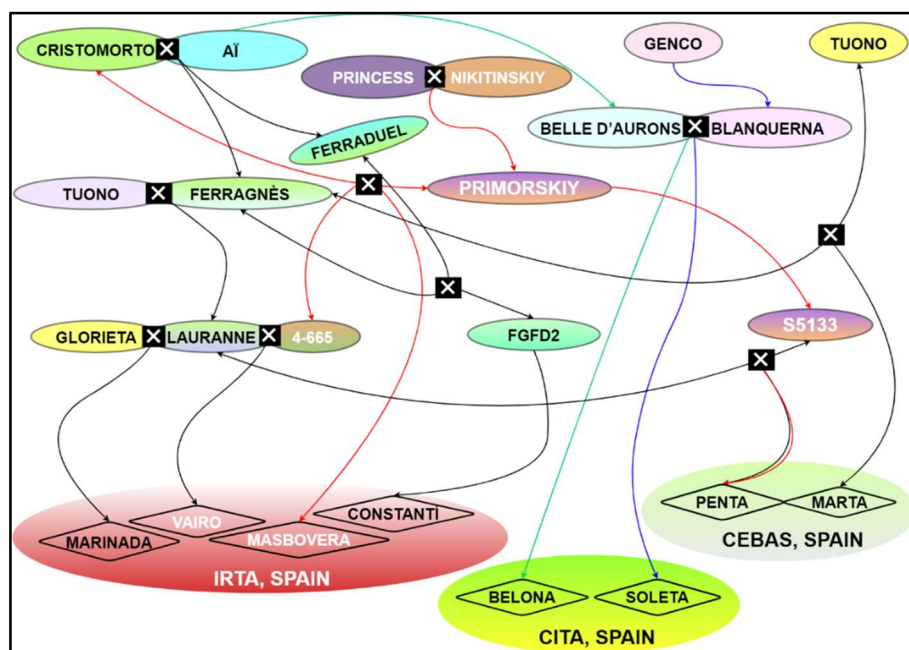 CRISTOMORTO
AÏ
GENCO
TUONO
PRINCESS
NIKITINSKIY
FERRADUEL
BELLE D'AURONS
BLANQUERNA
TUONO
FERRAGNÈS
PRIMORSKIY
GLORIETA
LAURANNE
4-665
FGFD2
S5133
PENTA
MARTA
CEBAS, SPAIN
CONSTANTÌ
VAIRO
MARINADA
MASBOVERA
IRTA, SPAIN
BELONA
SOLETA
CITA, SPAIN